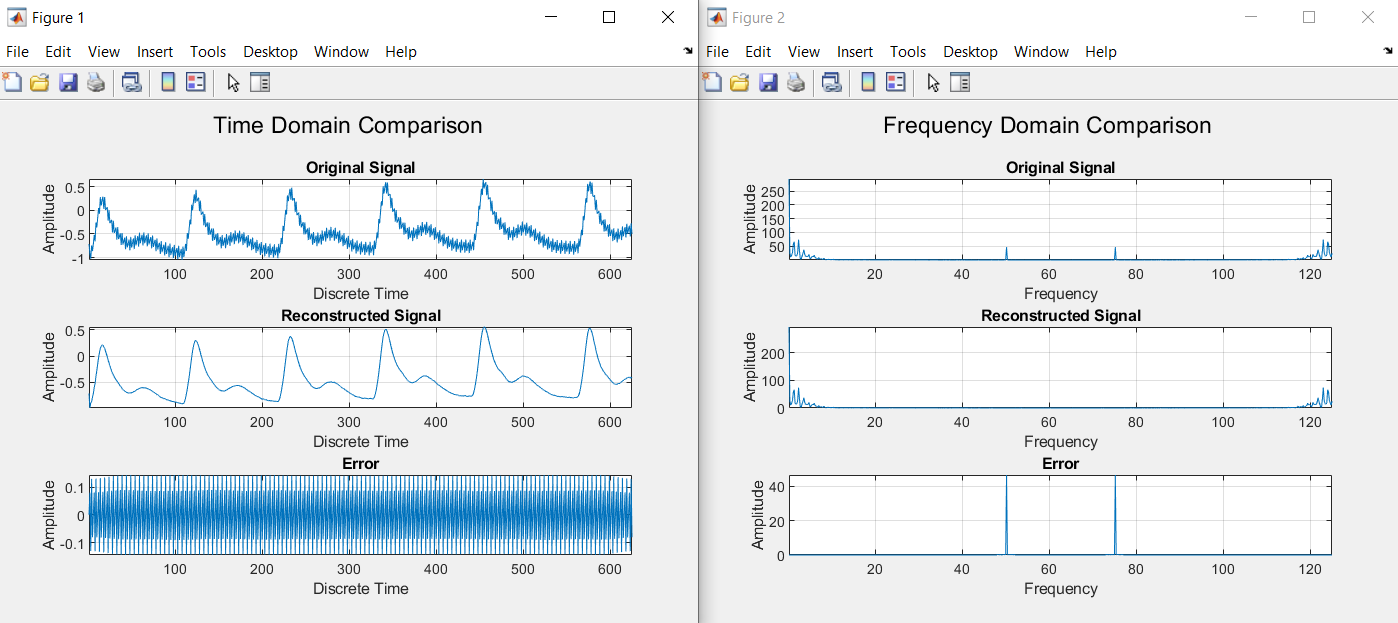 Figure 1
File Edit View Insert Tools Desktop Window Help
Time Domain Comparison
Original Signal
Amplitude
0.5
0
-0.5
-1
100 200 300 400 500 600
Discrete Time
Reconstructed Signal
Amplitude
0.5
0
-0.5
100 200 300 400 500 600
Discrete Time
Error
Amplitude
0.1
0
-0.1
100 200 300 400 500 600
Discrete Time
Figure 2
File Edit View Insert Tools Desktop Window Help
Frequency Domain Comparison
Original Signal
Amplitude
250
200
150
100
50
20 40 60 80 100 120
Frequency
Reconstructed Signal
Amplitude
200
100
0
20 40 60 80 100 120
Frequency
Error
Amplitude
40
20
0
20 40 60 80 100 120
Frequency